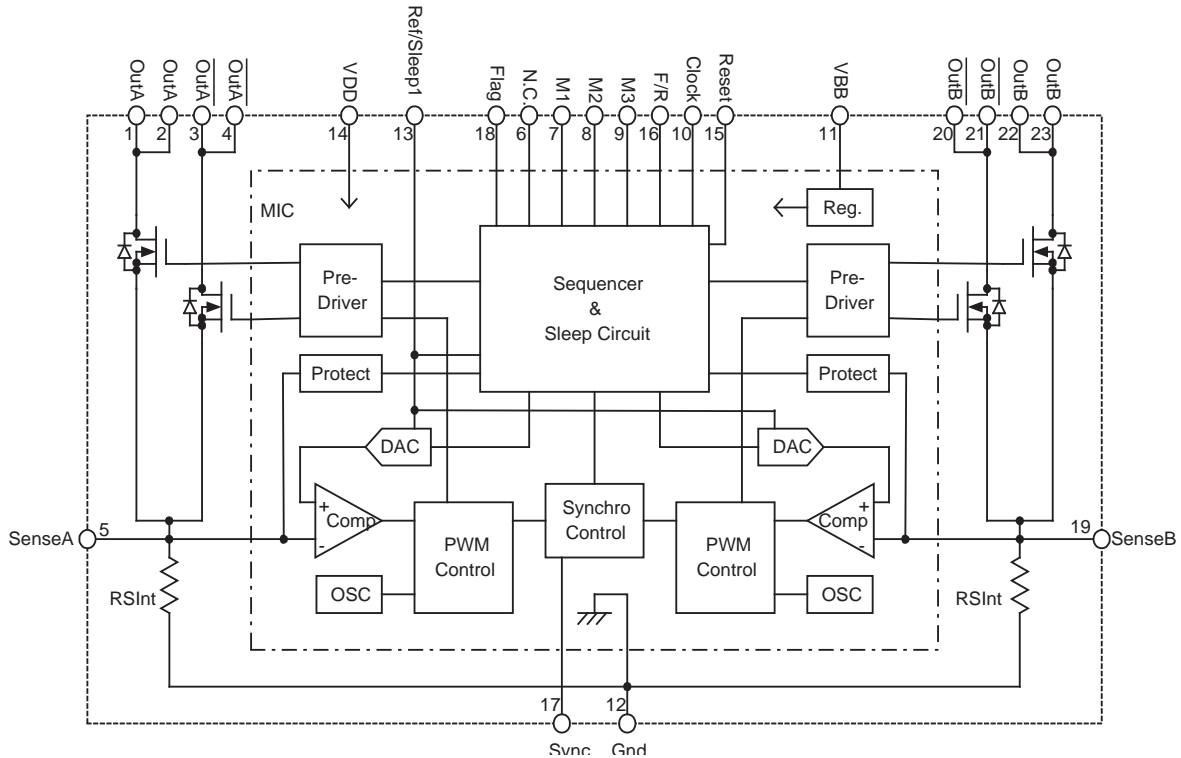 OutA
OutA
OutA
OutA
VDD
Ref/Sleep1
Flag
N.C.
M1
M2
M3
F/R
Clock
Reset
VBB
OutB
OutB
OutB
OutB
1
2
3
4
14
13
18
6
7
8
9
16
10
15
11
20
21
22
23
MIC
Reg.
Pre-
Driver
Sequencer
&
Sleep Circuit
Pre-
Driver
Protect
Protect
DAC
DAC
+
Comp
-
PWM
Control
Synchro
Control
PWM
Control
+
Comp
-
SenseA
5
19
SenseB
OSC
OSC
RSInt
RSInt
17
12
Sync
Gnd